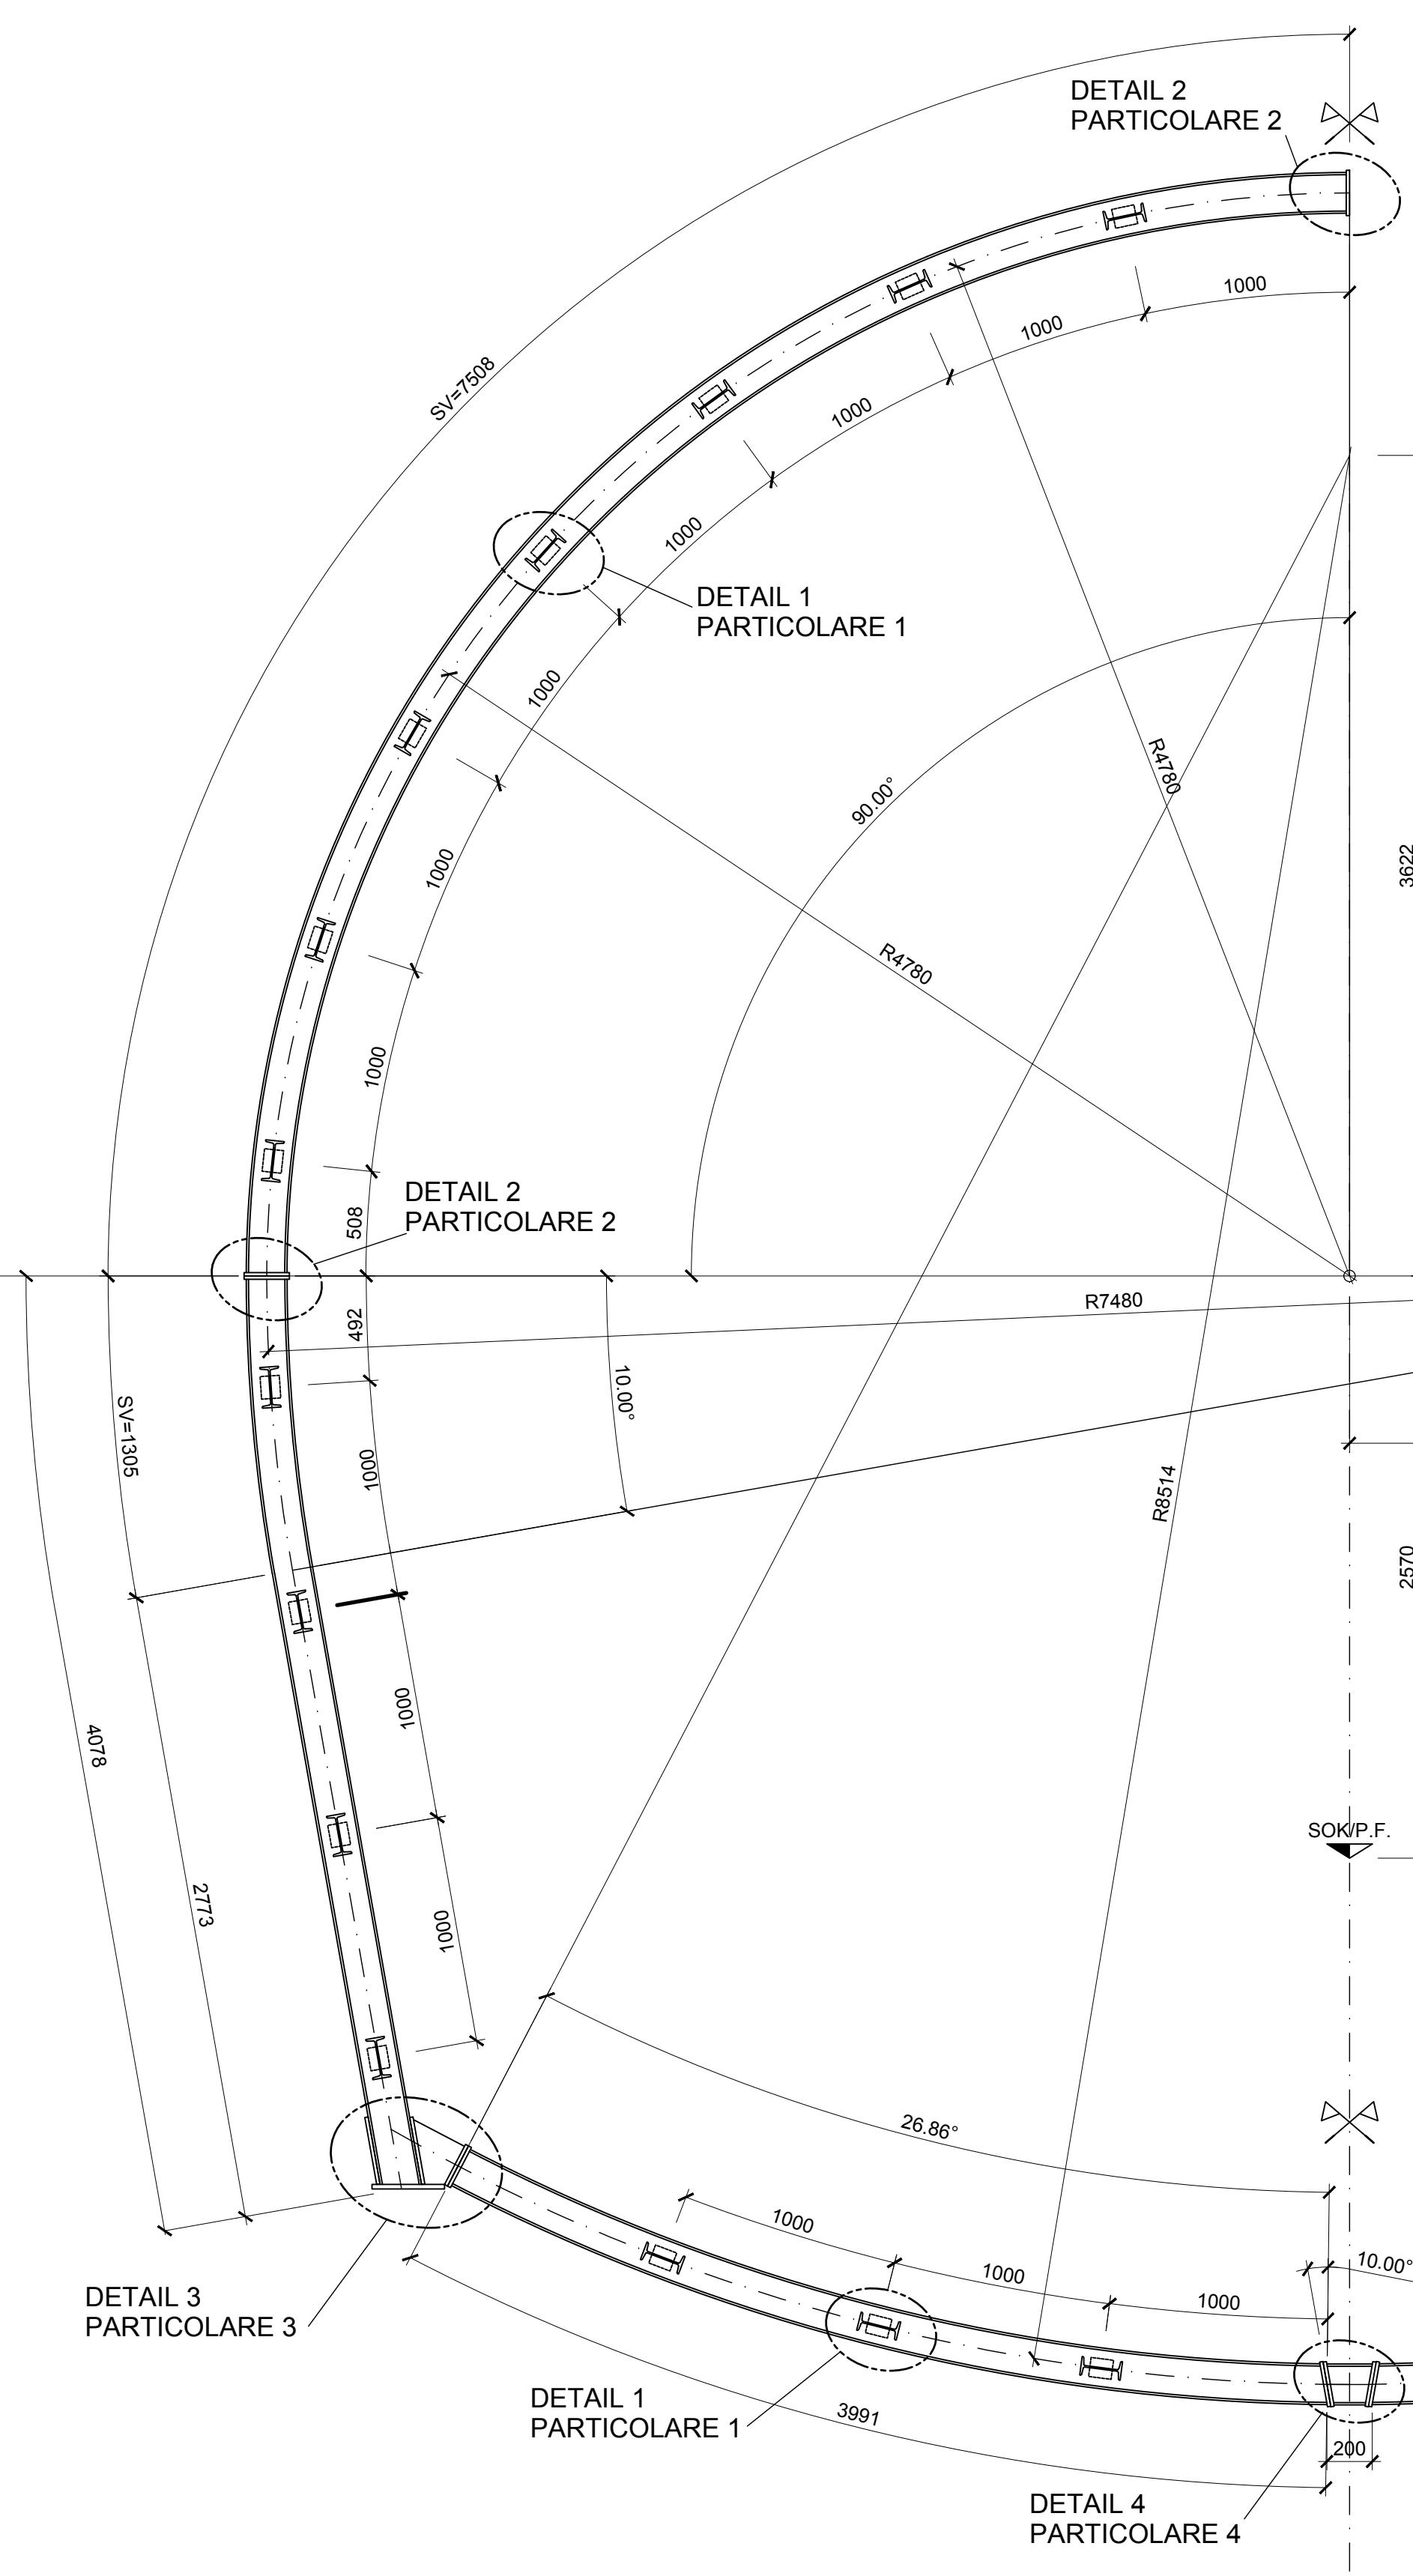 DETAIL 2
PARTICOLARE 2
1000
1000
SV=7508
1000
1000
DETAIL 1
PARTICOLARE 1
1000
R4780
90.00°
3622
1000
R4780
1000
DETAIL 2
PARTICOLARE 2
508
R7480
492
10.00°
SV=1305
1000
R8514
2570
1000
4078
SOK/P.F.
2773
1000
26.86°
1000
10.00°
1000
1000
DETAIL 3
PARTICOLARE 3
DETAIL 1
PARTICOLARE 1
3991
200
DETAIL 4
PARTICOLARE 4